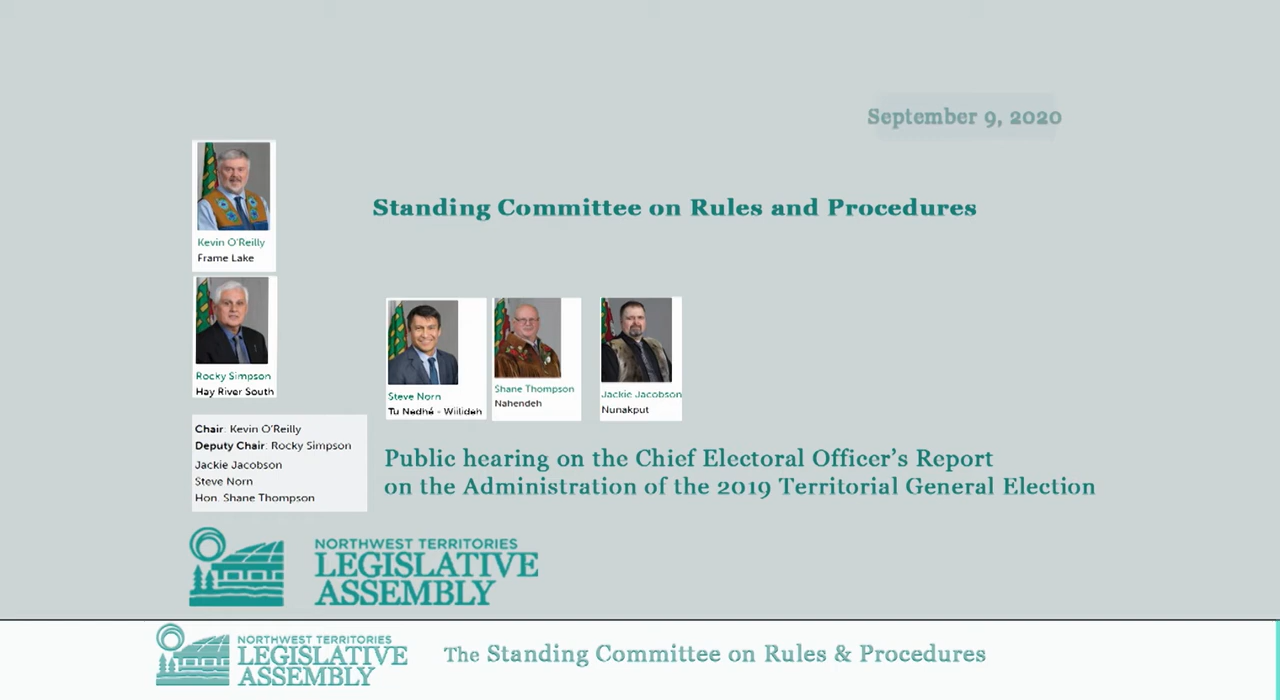 September 9, 2020
Standing Committee on Rules and Procedures
Kevin O'Reilly
Frame Lake
Rocky Simpson
Hay River South
Steve Norn
Tu Nedhé - Wiilideh
Shane Thompson
Nahendeh
Jackie Jacobson
Nunakput
Chair: Kevin O'Reilly
Deputy Chair: Rocky Simpson
Jackie Jacobson
Steve Norn
Hon. Shane Thompson
Public hearing on the Chief Electoral Officer's Report
on the Administration of the 2019 Territorial General Election
NORTHWEST TERRITORIES
LEGISLATIVE
ASSEMBLY
NORTHWEST TERRITORIES
LEGISLATIVE
ASSEMBLY
The Standing Committee on Rules & Procedures